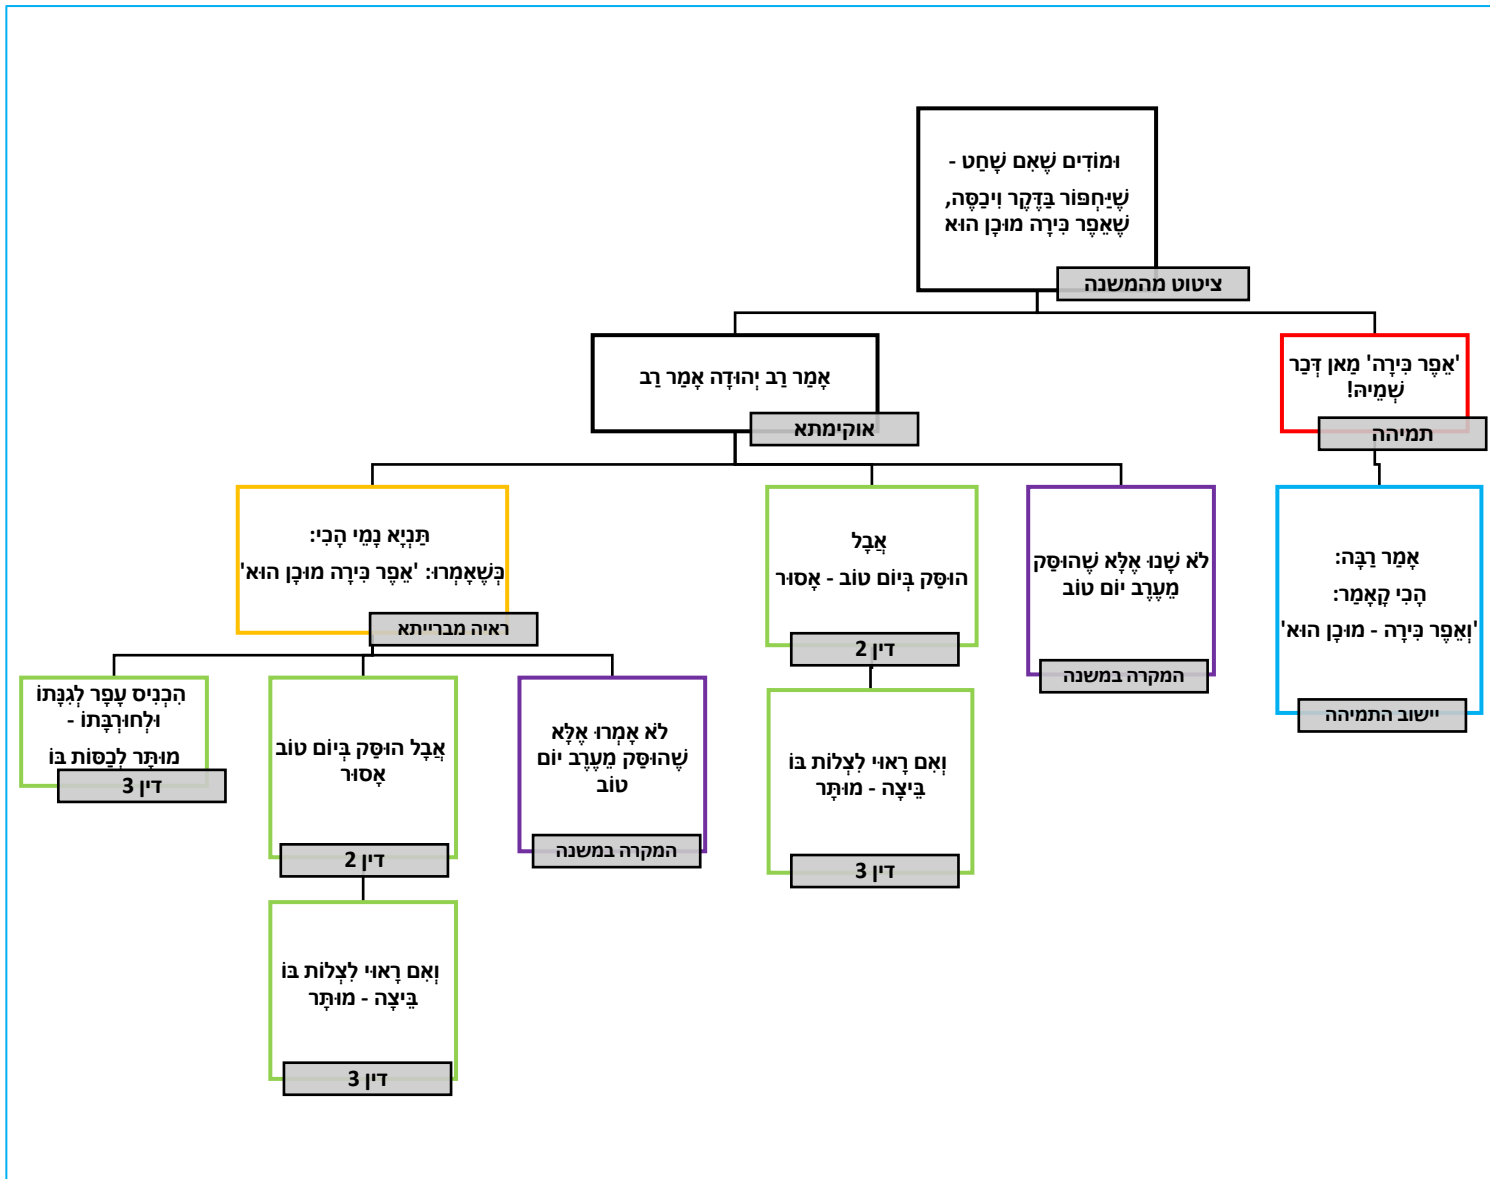 וּמוֹדִים שֶׁאִם שָׁחַט -
שֶׁיַּחְפּוֹר בַּדֶּקֶר וִיכַסֶּה,
שֶׁאֵפֶר כִּירָה מוּכָן הוּא
ציטוט מהמשנה
'אֵפֶר כִּירָה' מַאן דְּכַר
שְׁמֵיהּ!
תמיהה
אָמַר רַבָּה:
הָכִי קָאָמַר:
'וְאֵפֶר כִּירָה - מוּכָן הוּא'
יישוב התמיהה
אָמַר רַב יְהוּדָה אָמַר רַב
אוקימתא
לֹא שָׁנוּ אֶלָּא שֶׁהוּסַּק
מֵעֶרֶב יוֹם טוֹב
המקרה במשנה
אֲבָל
הוּסַּק בְּיוֹם טוֹב - אָסוּר
דין 2
וְאִם רָאוּי לִצְלוֹת בּוֹ
בֵּיצָה - מוּתָּר
דין 3
תַּנְיָא נָמֵי הָכִי:
כְּשֶׁאָמְרוּ: 'אֵפֶר כִּירָה מוּכָן הוּא'
ראיה מברייתא
לֹא אָמְרוּ אֶלָּא
שֶׁהוּסַּק מֵעֶרֶב יוֹם
טוֹב
המקרה במשנה
אֲבָל הוּסַּק בְּיוֹם טוֹב
אָסוּר
דין 2
וְאִם רָאוּי לִצְלוֹת בּוֹ
בֵּיצָה - מוּתָּר
דין 3
הִכְנִיס עָפָר לְגִנָּתוֹ
וּלְחוּרְבָּתוֹ -
מוּתָּר לְכַסּוֹת בּוֹ
דין 3